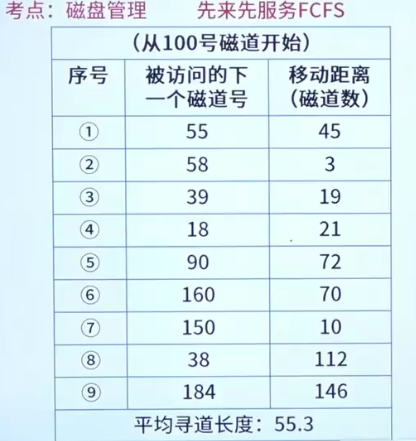 考点：磁盘管理 先来先服务FCFS
（从100号磁道开始）
序号 被访问的下一个磁道号 移动距离（磁道数）
① 55 45
② 58 3
③ 39 19
④ 18 21
⑤ 90 72
⑥ 160 70
⑦ 150 10
⑧ 38 112
⑨ 184 146
平均寻道长度：55.3